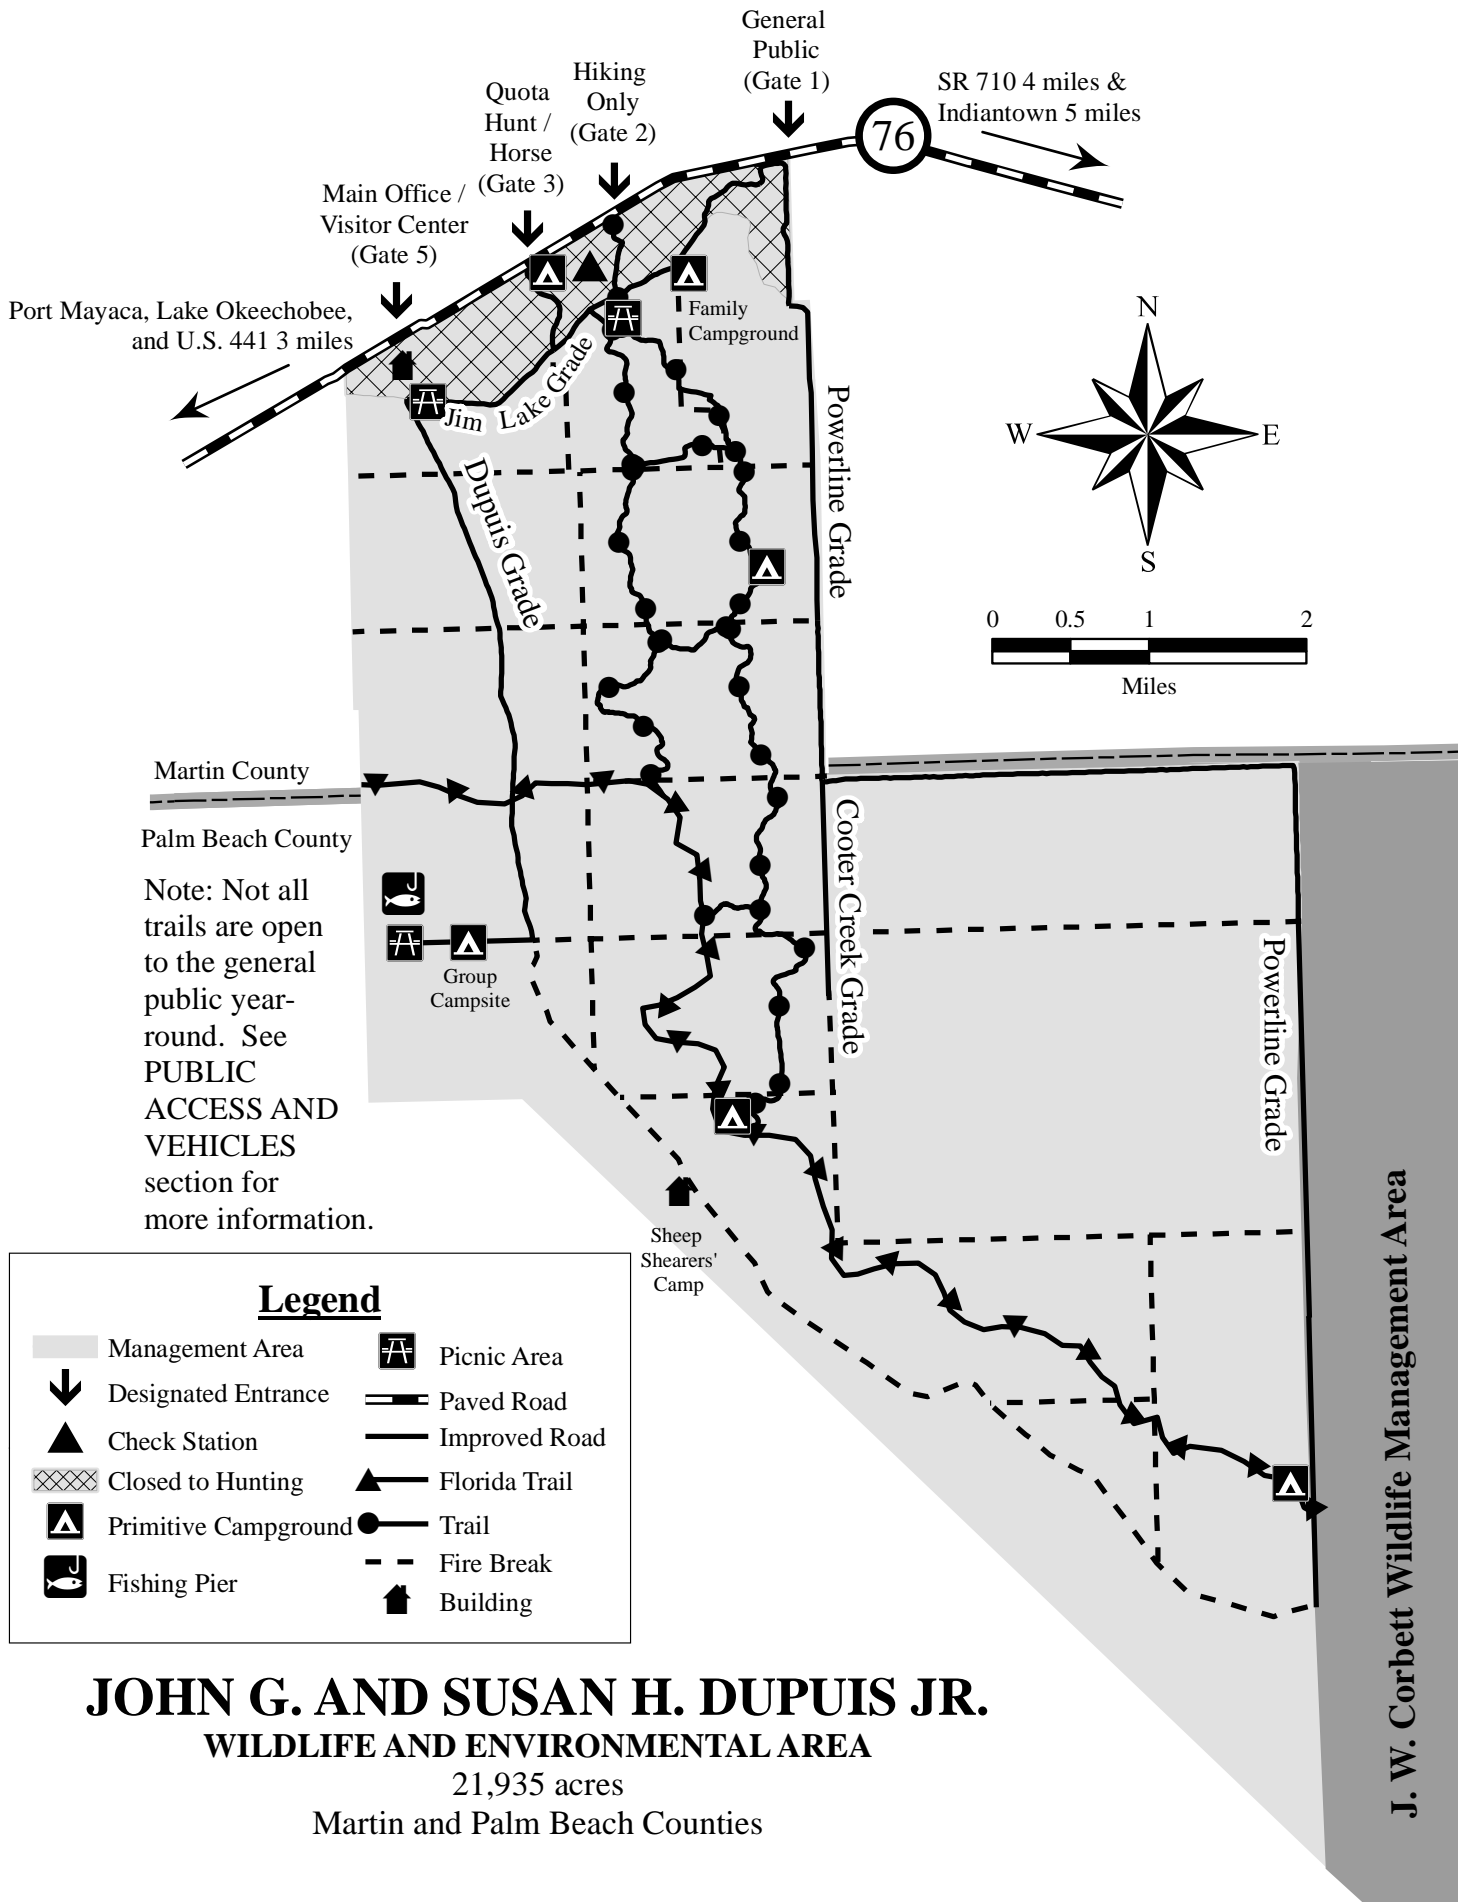 General
Public
(Gate 1)
Hiking
Only
(Gate 2)
Quota
Hunt /
Horse
(Gate 3)
Main Office /
Visitor Center
(Gate 5)
SR 710 4 miles &
Indiantown 5 miles
76
Port Mayaca, Lake Okeechobee,
and U.S. 441 3 miles
Family
Campground
Jim Lake Grade
Dupuis Grade
Powerline Grade
N
W
E
S
0 0.5 1 2
Miles
Martin County
Palm Beach County
Note: Not all
trails are open
to the general
public year-
round. See
PUBLIC
ACCESS AND
VEHICLES
section for
more information.
Group
Campsite
Cooter Creek Grade
Powerline Grade
Sheep
Shearers'
Camp
J. W. Corbett Wildlife Management Area
Legend
Management Area
Designated Entrance
Check Station
Closed to Hunting
Primitive Campground
Fishing Pier
Picnic Area
Paved Road
Improved Road
Florida Trail
Trail
Fire Break
Building
JOHN G. AND SUSAN H. DUPUIS JR.
WILDLIFE AND ENVIRONMENTAL AREA
21,935 acres
Martin and Palm Beach Counties